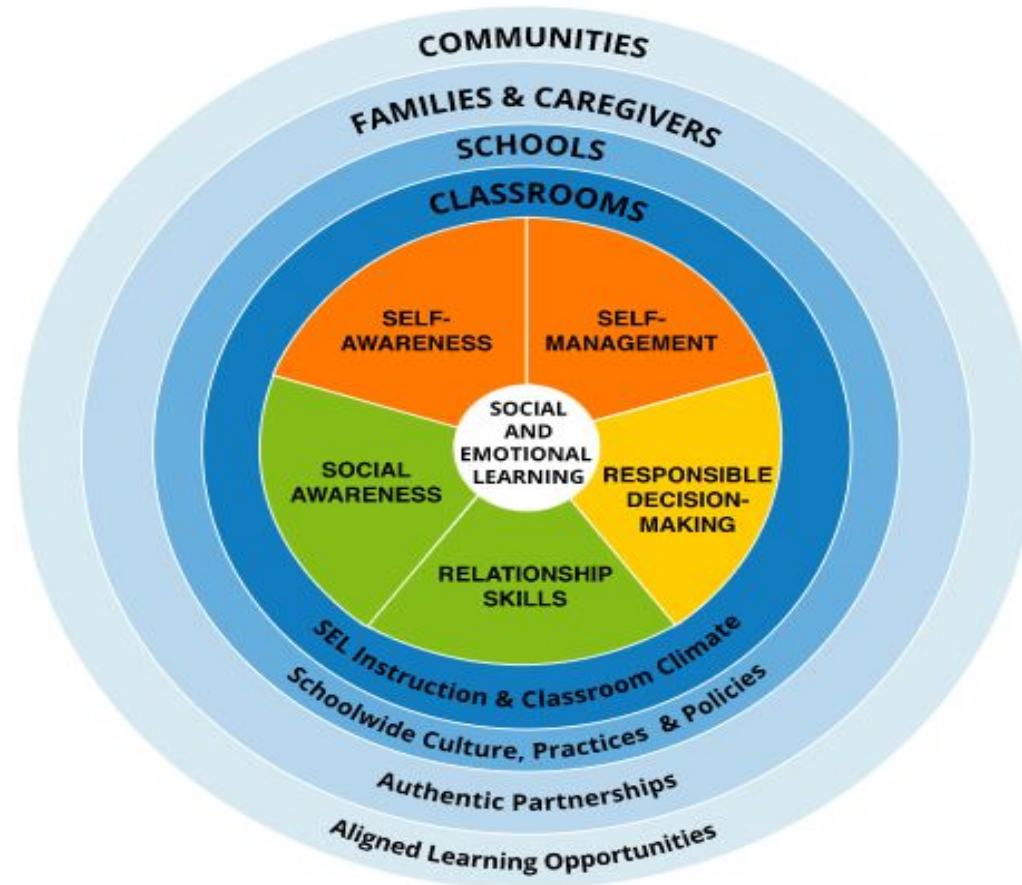 COMMUNITIES
FAMILIES & CAREGIVERS
SCHOOLS
CLASSROOMS
SELF-
AWARENESS
SELF-
MANAGEMENT
SOCIAL
AND
EMOTIONAL
LEARNING
SOCIAL
AWARENESS
RESPONSIBLE
DECISION-
MAKING
RELATIONSHIP
SKILLS
SEL Instruction & Classroom Climate
Schoolwide Culture, Practices & Policies
Authentic Partnerships
Aligned Learning Opportunities